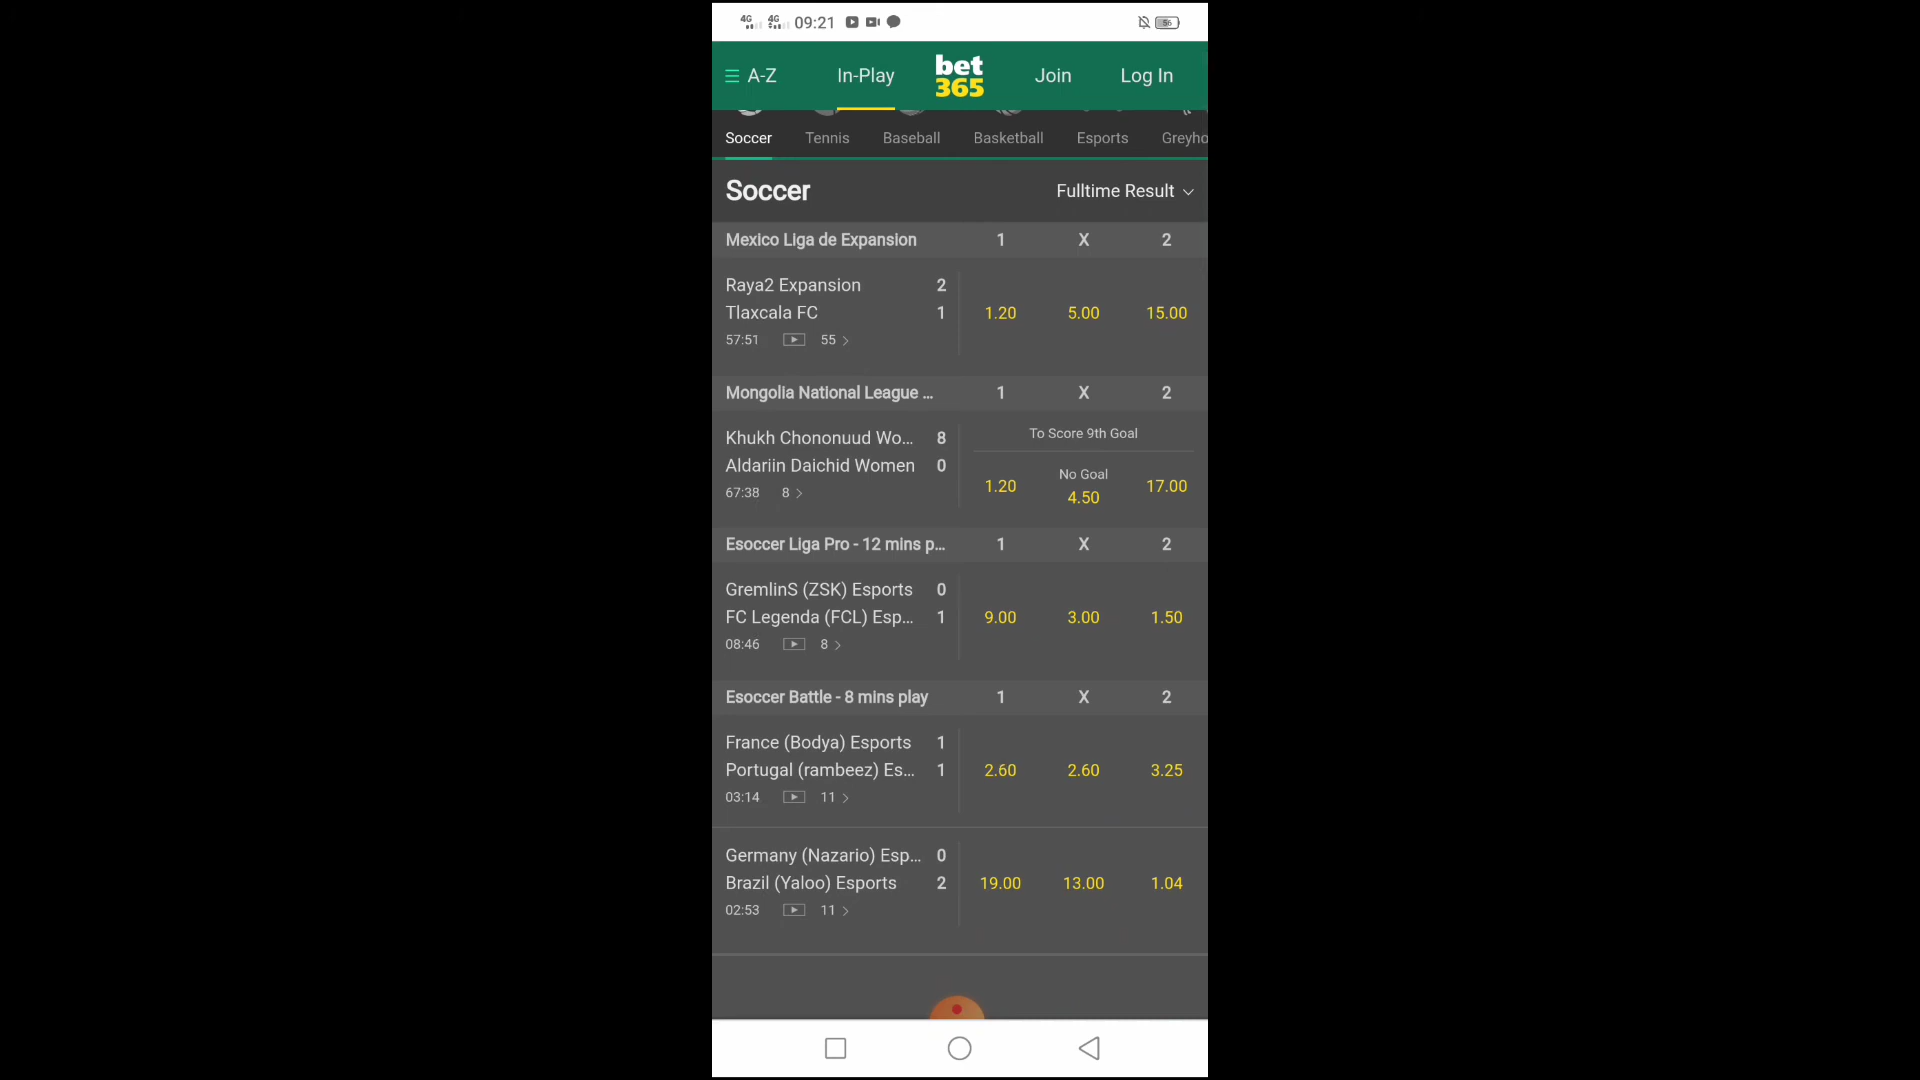 4G 4G 09:21 56
A-Z In-Play bet 365 Join Log In
Soccer Tennis Baseball Basketball Esports Greyho
Soccer Fulltime Result
Mexico Liga de Expansion 1 X 2
Raya2 Expansion 2
Tlaxcala FC 1
1.20 5.00 15.00
57:51 55
Mongolia National League ... 1 X 2
To Score 9th Goal
Khukh Chononuud Wo... 8
Aldariin Daichid Women 0
No Goal
1.20 4.50 17.00
67:38 8
Esoccer Liga Pro - 12 mins p... 1 X 2
GremlinS (ZSK) Esports 0
FC Legenda (FCL) Esp... 1
9.00 3.00 1.50
08:46 8
Esoccer Battle - 8 mins play 1 X 2
France (Bodya) Esports 1
Portugal (rambeez) Es... 1
2.60 2.60 3.25
03:14 11
Germany (Nazario) Esp... 0
Brazil (Yaloo) Esports 2
19.00 13.00 1.04
02:53 11